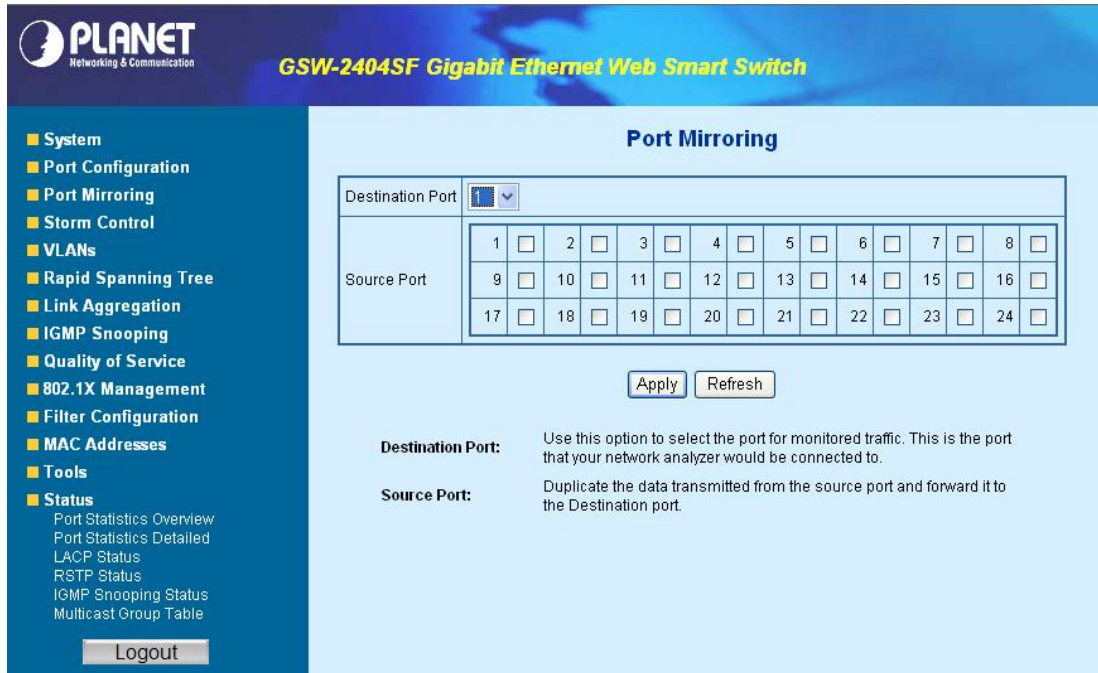 PLANET
Networking & Communication
GSW-2404SF Gigabit Ethernet Web Smart Switch
System
Port Configuration
Port Mirroring
Storm Control
VLANs
Rapid Spanning Tree
Link Aggregation
IGMP Snooping
Quality of Service
802.1X Management
Filter Configuration
MAC Addresses
Tools
Status
Port Statistics Overview
Port Statistics Detailed
LACP Status
RSTP Status
IGMP Snooping Status
Multicast Group Table
Logout
Port Mirroring
Destination Port 1
Source Port
1 2 3 4 5 6 7 8
9 10 11 12 13 14 15 16
17 18 19 20 21 22 23 24
Apply Refresh
Destination Port: Use this option to select the port for monitored traffic. This is the port
that your network analyzer would be connected to.
Source Port: Duplicate the data transmitted from the source port and forward it to
the Destination port.